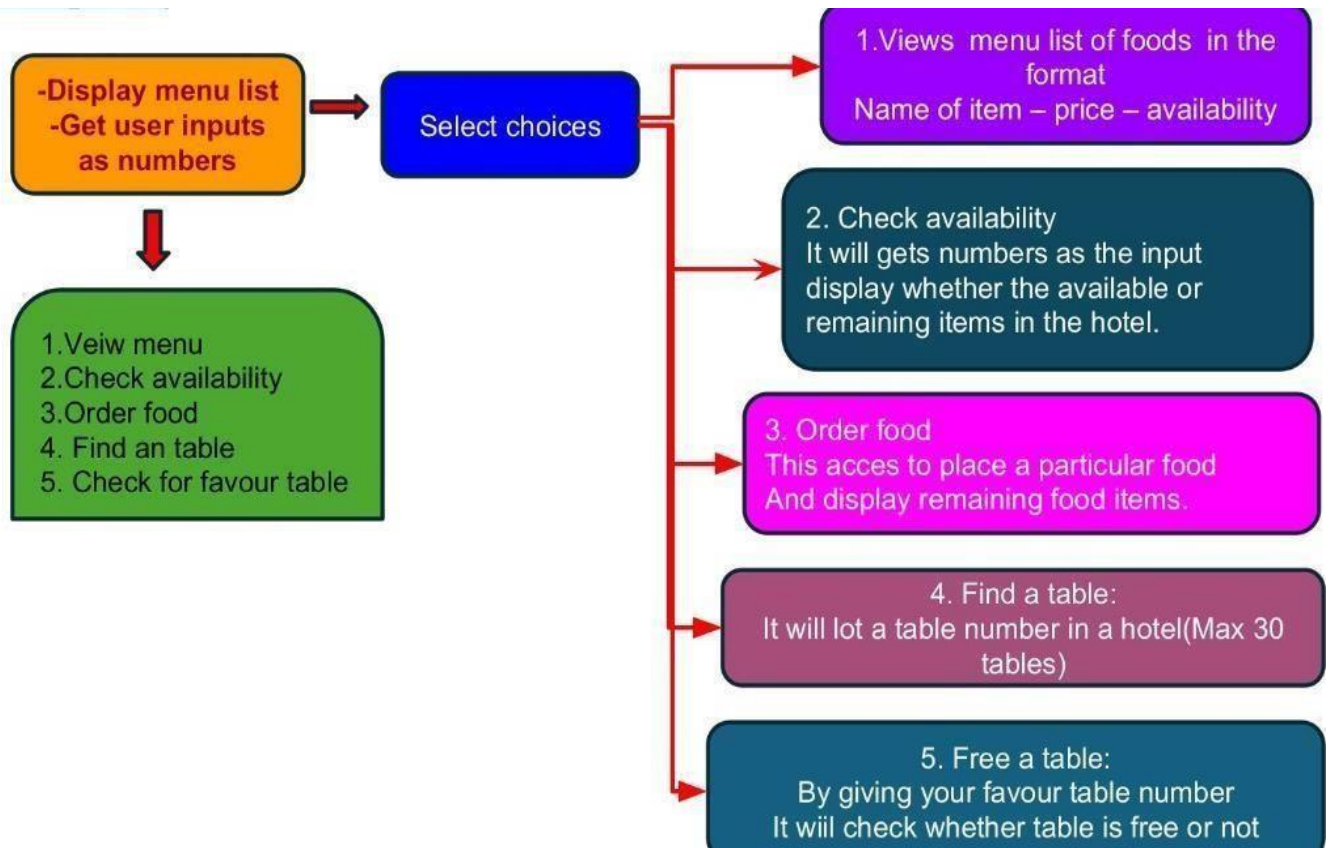 -Display menu list
-Get user inputs
as numbers
Select choices
1.Veiw menu
2.Check availability
3.Order food
4. Find an table
5. Check for favour table
1.Views menu list of foods in the
format
Name of item – price – availability
2. Check availability
It will gets numbers as the input
display whether the available or
remaining items in the hotel.
3. Order food
This acces to place a particular food
And display remaining food items.
4. Find a table:
It will lot a table number in a hotel(Max 30
tables)
5. Free a table:
By giving your favour table number
It wiil check whether table is free or not